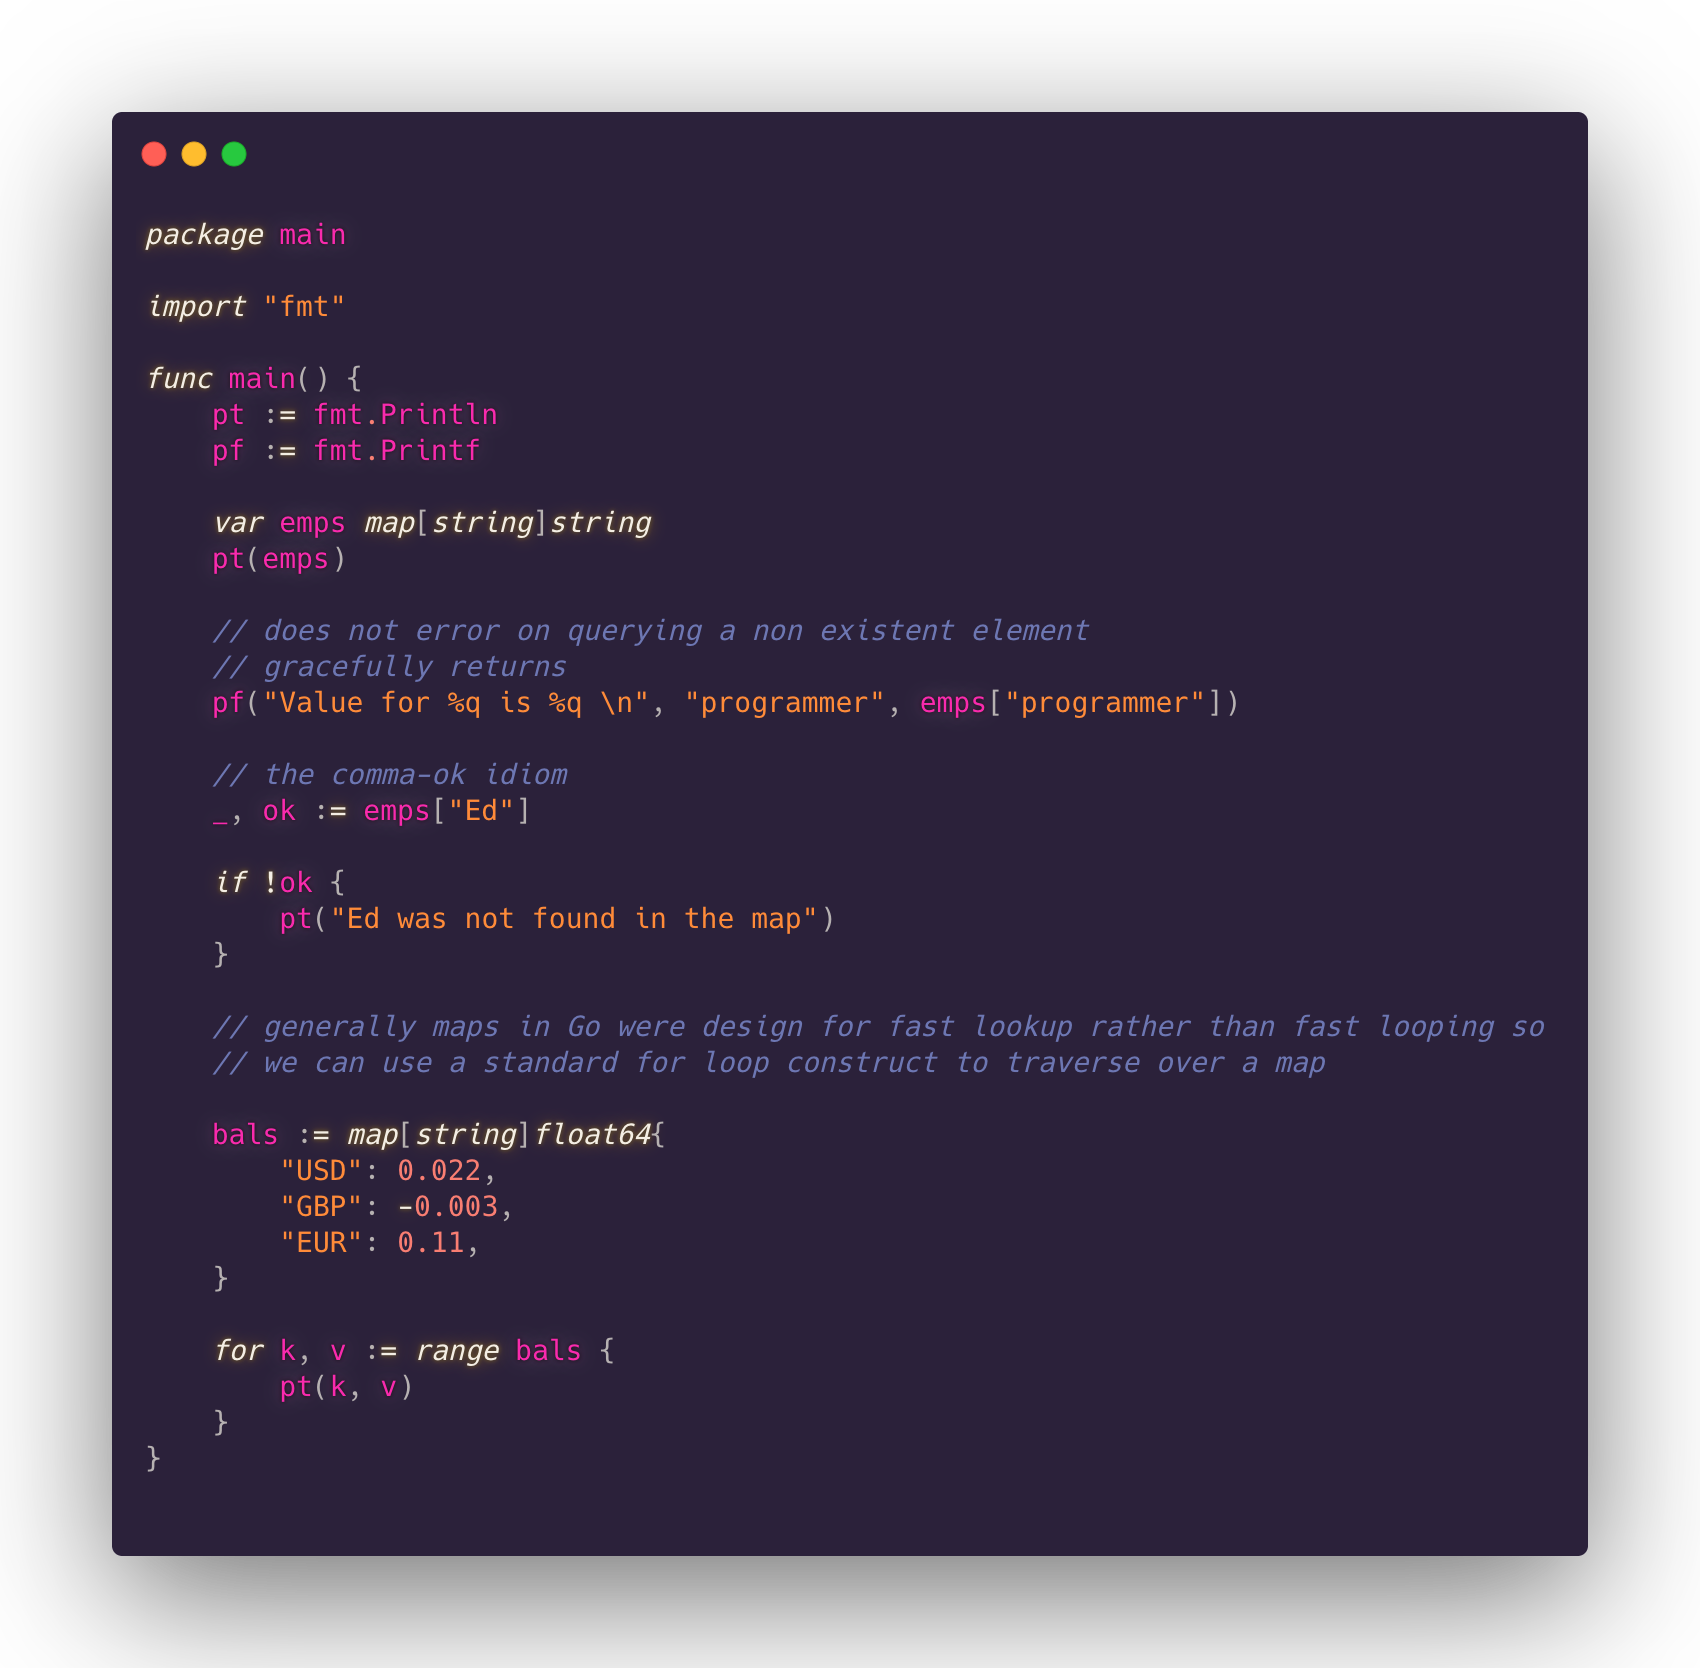 package main
import "fmt"
func main() {
    pt := fmt.Println
    pf := fmt.Printf
    var emps map[string]string
    pt(emps)
    // does not error on querying a non existent element
    // gracefully returns
    pf("Value for %q is %q \n", "programmer", emps["programmer"])
    // the comma-ok idiom
    _, ok := emps["Ed"]
    if !ok {
        pt("Ed was not found in the map")
    }
    // generally maps in Go were design for fast lookup rather than fast looping so
    // we can use a standard for loop construct to traverse over a map
    bals := map[string]float64{
        "USD": 0.022,
        "GBP": -0.003,
        "EUR": 0.11,
    }
    for k, v := range bals {
        pt(k, v)
    }
}